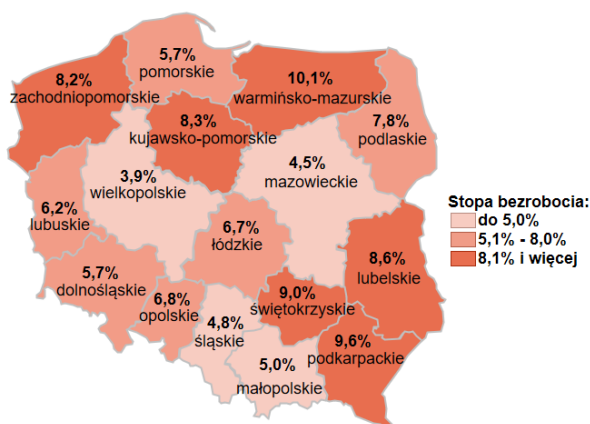 5,7%
pomorskie
8,2%
zachodniopomorskie
10,1%
warmińsko-mazurskie
8,3%
kujawsko-pomorskie
7,8%
podlaskie
3,9%
wielkopolskie
4,5%
mazowieckie
6,2%
lubuskie
6,7%
łódzkie
Stopa bezrobocia:
do 5,0%
5,1% - 8,0%
8,1% i więcej
5,7%
dolnośląskie
6,8%
opolskie
8,6%
lubelskie
9,0%
świętokrzyskie
4,8%
śląskie
9,6%
podkarpackie
5,0%
małopolskie